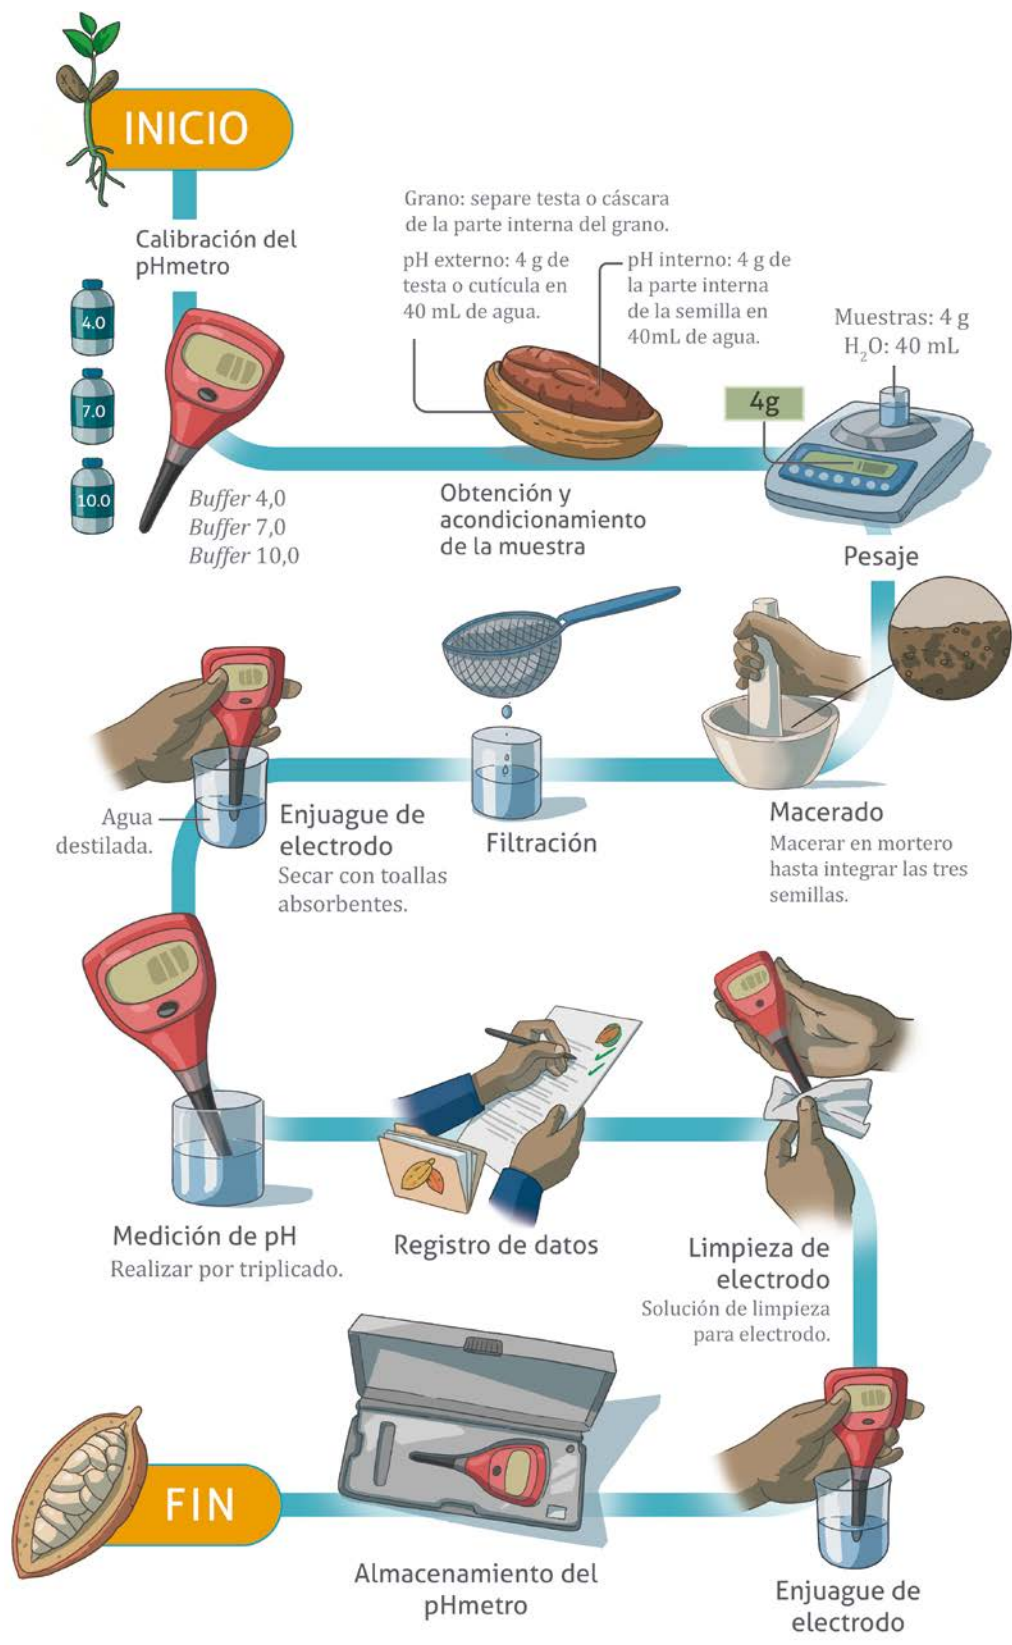 INICIO
Calibración del
pHmetro
4.0
7.0
10.0
Buffer 4,0
Buffer 7,0
Buffer 10,0
Grano: separe testa o cáscara
de la parte interna del grano.
pH externo: 4 g de
testa o cutícula en
40 mL de agua.
pH interno: 4 g de
la parte interna
de la semilla en
40mL de agua.
Obtención y
acondicionamiento
de la muestra
Muestras: 4 g
H₂O: 40 mL
4g
Pesaje
Macerado
Macerar en mortero
hasta integrar las tres
semillas.
Filtración
Enjuague de
electrodo
Secar con toallas
absorbentes.
Agua
destilada.
Medición de pH
Realizar por triplicado.
Registro de datos
Limpieza de
electrodo
Solución de limpieza
para electrodo.
Enjuague de
electrodo
Almacenamiento del
pHmetro
FIN